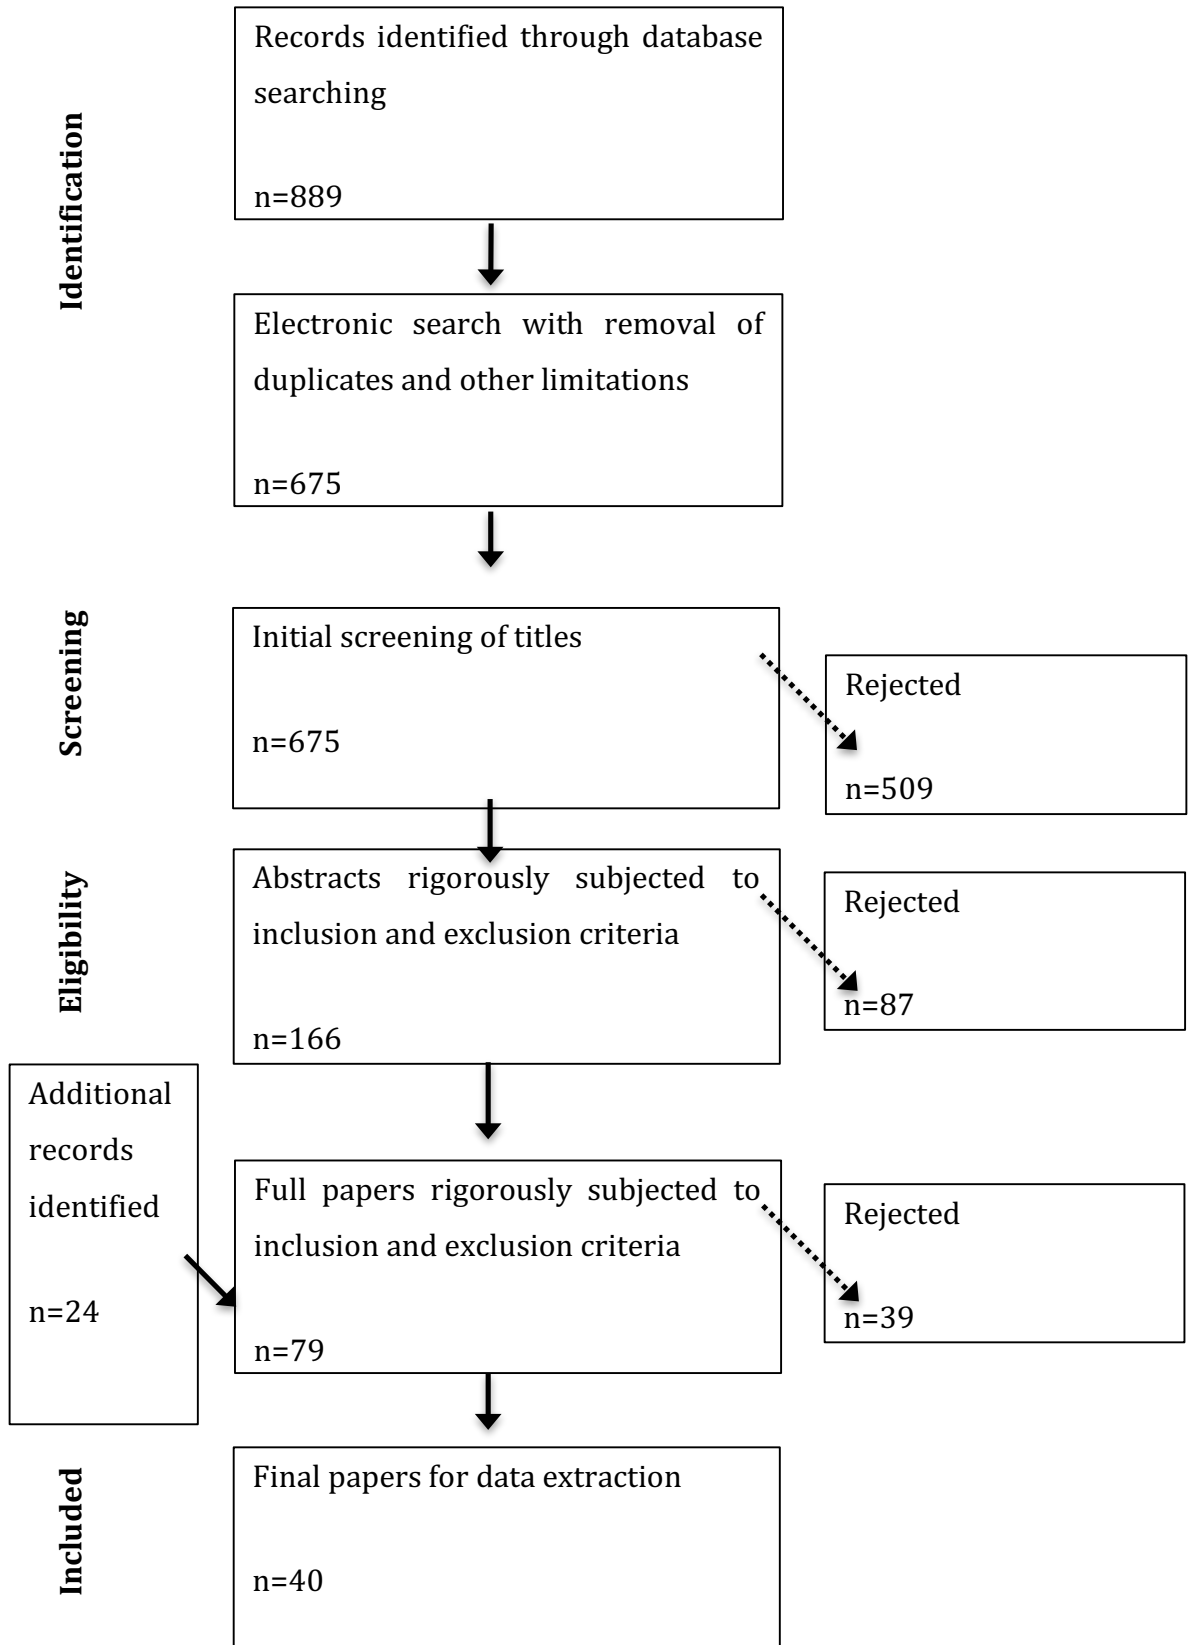 Identification
Records identified through database
searching
n=889
Electronic search with removal of
duplicates and other limitations
n=675
Screening
Initial screening of titles
n=675
Rejected
n=509
Eligibility
Abstracts rigorously subjected to
inclusion and exclusion criteria
n=166
Rejected
n=87
Additional
records
identified
n=24
Full papers rigorously subjected to
inclusion and exclusion criteria
n=79
Rejected
n=39
Included
Final papers for data extraction
n=40